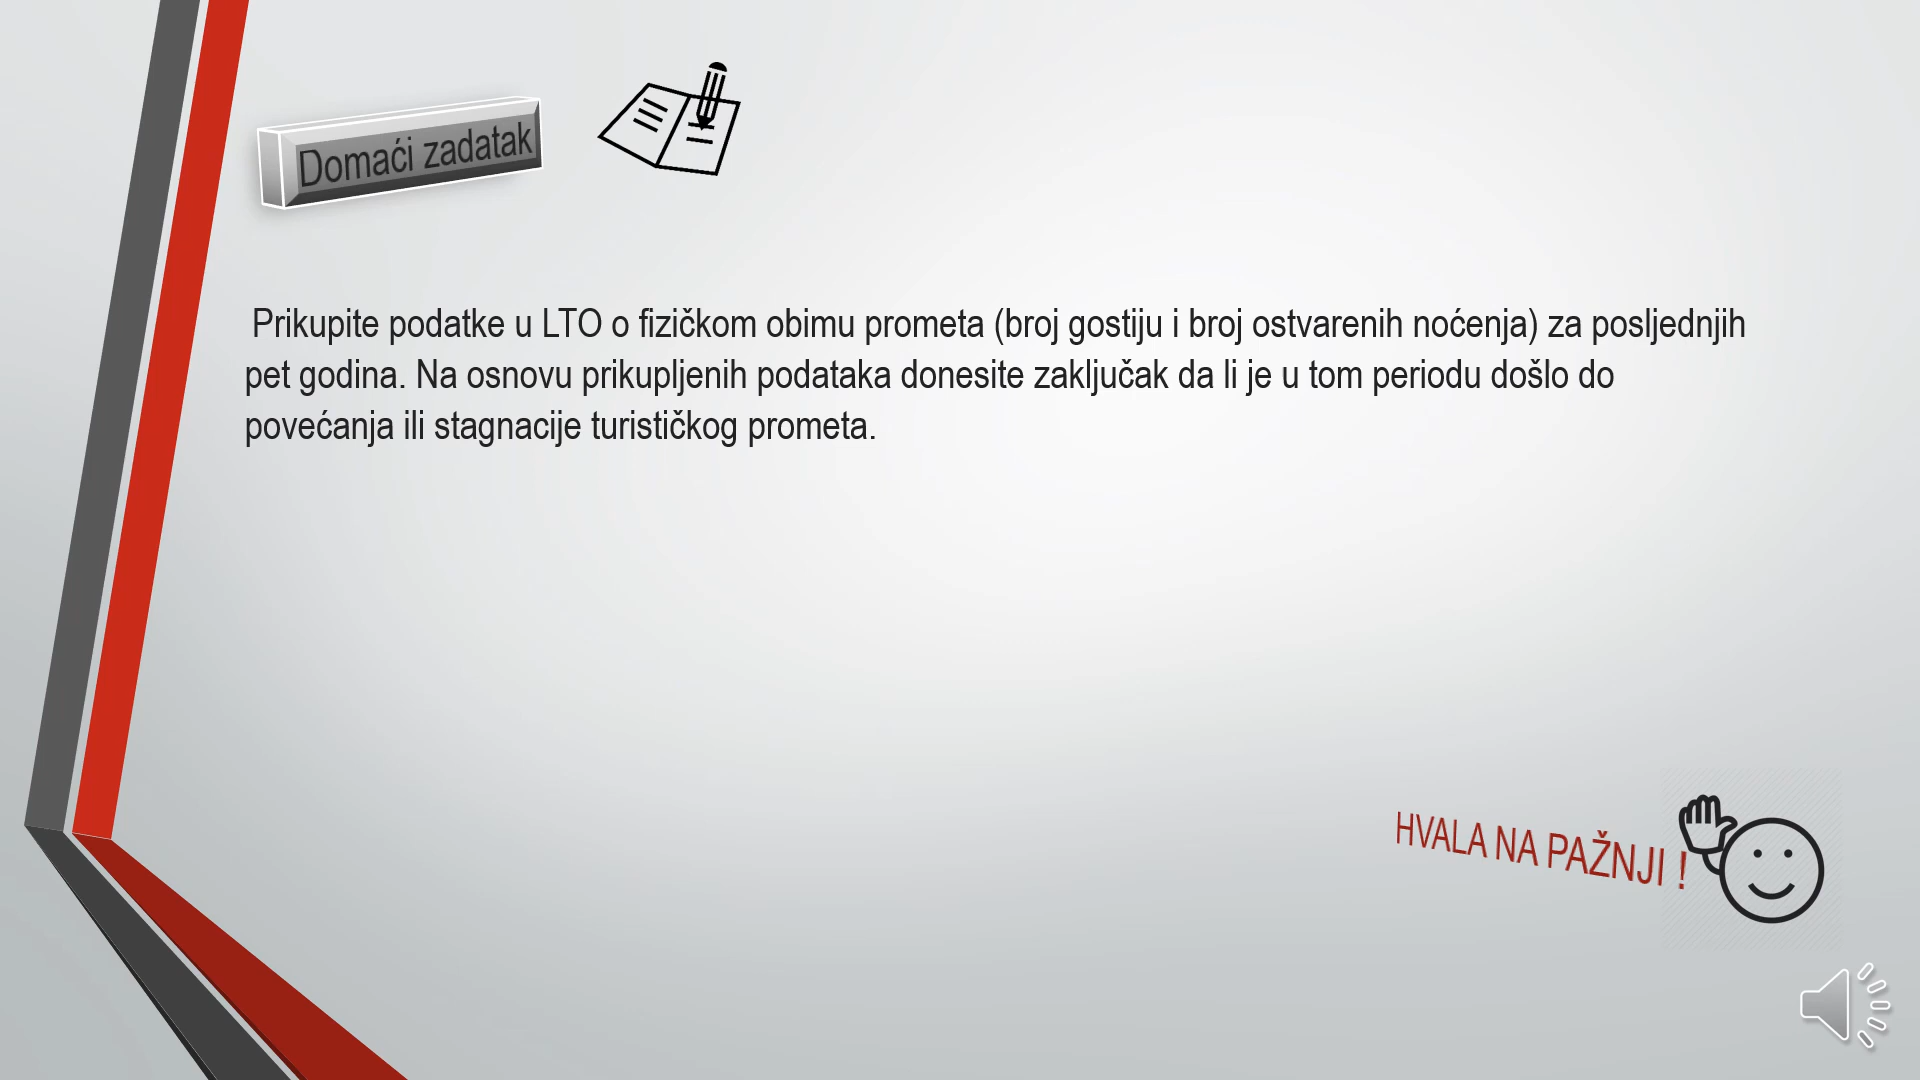 Domaći zadatak
Prikupite podatke u LTO o fizičkom obimu prometa (broj gostiju i broj ostvarenih noćenja) za posljednjih
pet godina. Na osnovu prikupljenih podataka donesite zaključak da li je u tom periodu došlo do
povećanja ili stagnacije turističkog prometa.
HVALA NA PAŽNJI !